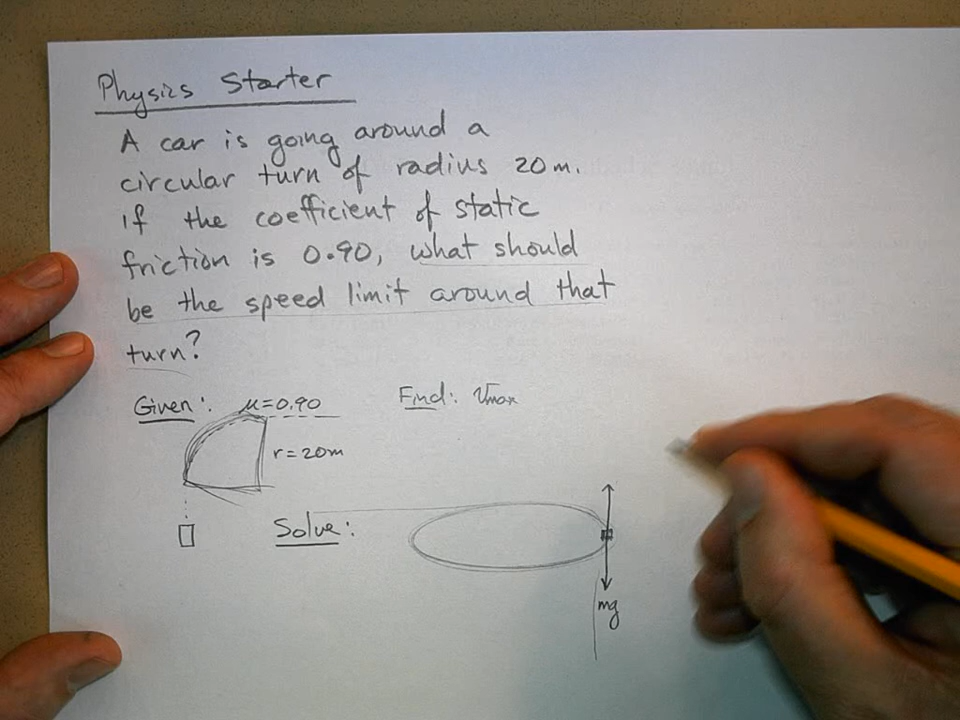 Physics Starter
A car is going around a
circular turn of radius 20m.
If the coefficient of static
friction is 0.90, what should
be the speed limit around that
turn?
Given: μ=0.90
Find: Vmax
r=20m
Solve:
mg